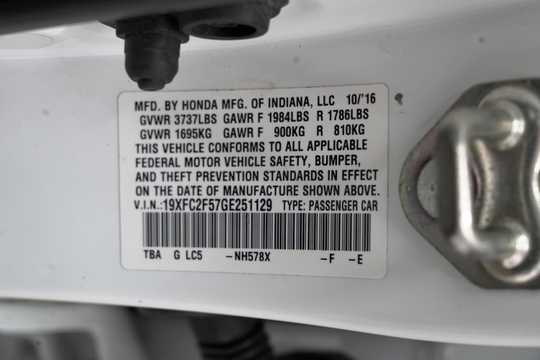 MFD. BY HONDA MFG. OF INDIANA, LLC 10/'16
GVWR 3737LBS GAWR F 1984LBS R 1786LBS
GVWR 1695KG GAWR F 900KG R 810KG
THIS VEHICLE CONFORMS TO ALL APPLICABLE
FEDERAL MOTOR VEHICLE SAFETY, BUMPER,
AND THEFT PREVENTION STANDARDS IN EFFECT
ON THE DATE OF MANUFACTURE SHOWN ABOVE.
V.I.N.:19XFC2F57GE251129 TYPE: PASSENGER CAR
TBA G LC5 –NH578X –F –E